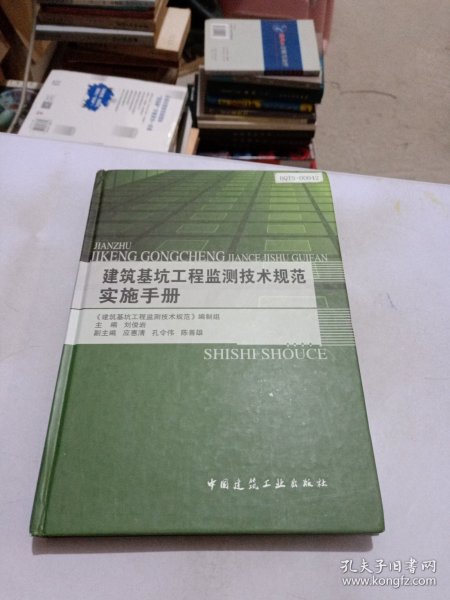 BQTS-00042
JIANZHU
JIKENG GONGCHENG JIANCE JISHU GUIFAN
建筑基坑工程监测技术规范
实施手册
《建筑基坑工程监测技术规范》编制组
主 编 刘俊岩
副主编 应惠清 孔令伟 陈善雄
SHISHI SHOUCE
中国建筑工业出版社
孔夫子旧书网
www.kongfz.com